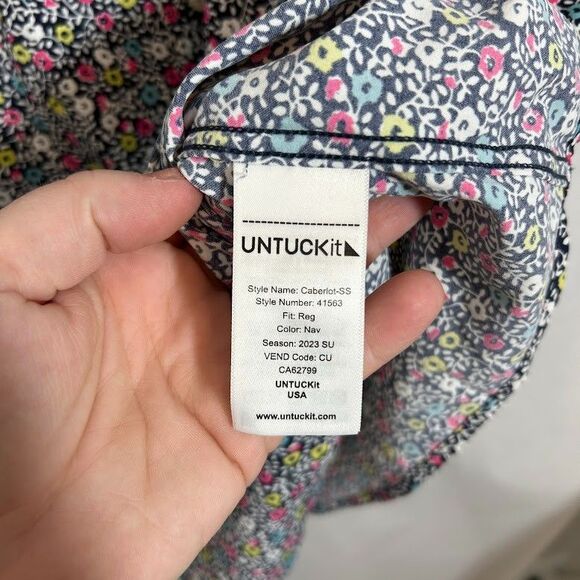 UNTUCKit
Style Name: Caberlot-SS
Style Number: 41563
Fit: Reg
Color: Nav
Season: 2023 SU
VEND Code: CU
CA62799
UNTUCKit
USA
www.untuckit.com